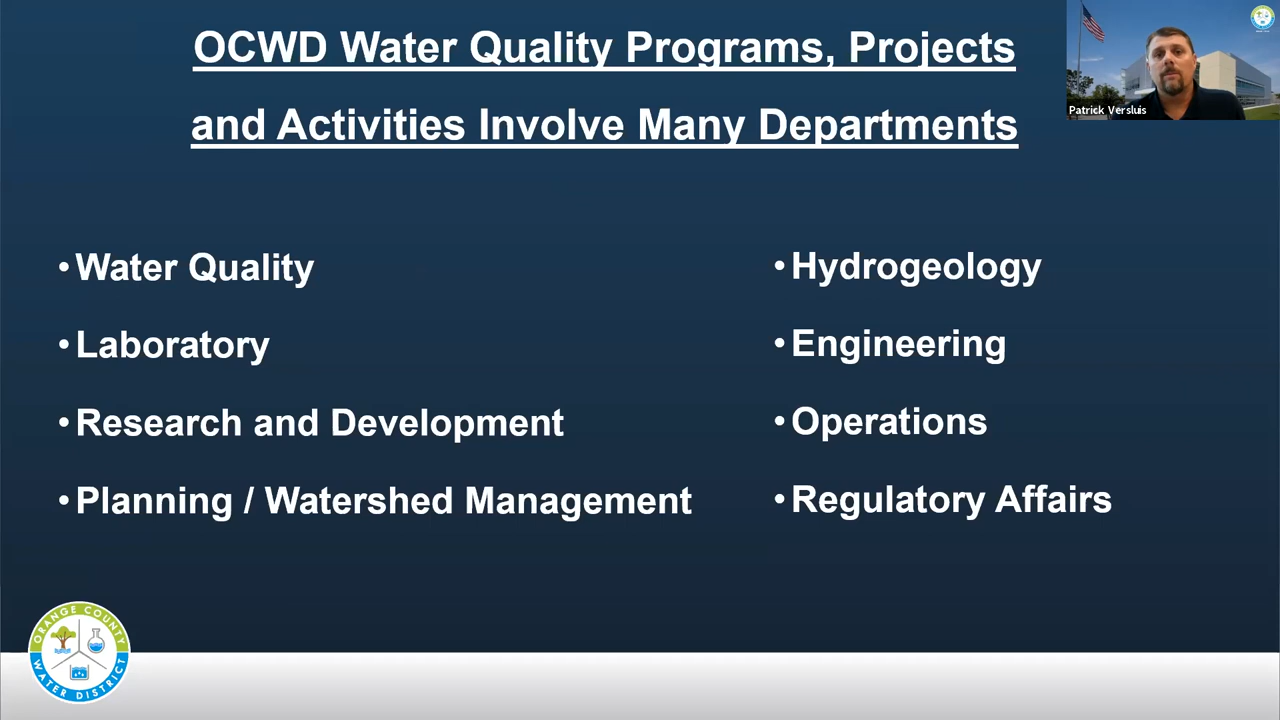 OCWD Water Quality Programs, Projects
and Activities Involve Many Departments
Patrick Versluis
• Water Quality
• Laboratory
• Research and Development
• Planning / Watershed Management
• Hydrogeology
• Engineering
• Operations
• Regulatory Affairs
ORANGE COUNTY
WATER DISTRICT